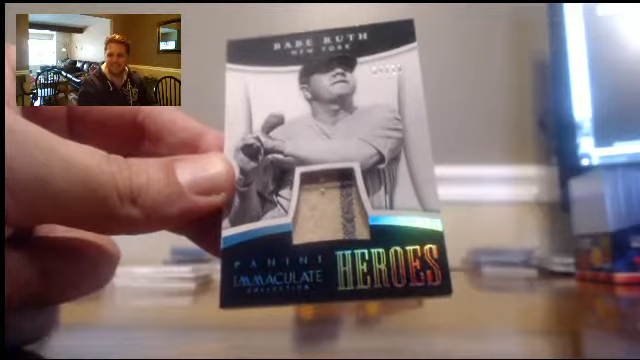 BABE RUTH
NEW YORK
PANINI
IMMACULATE
COLLECTION
HEROES